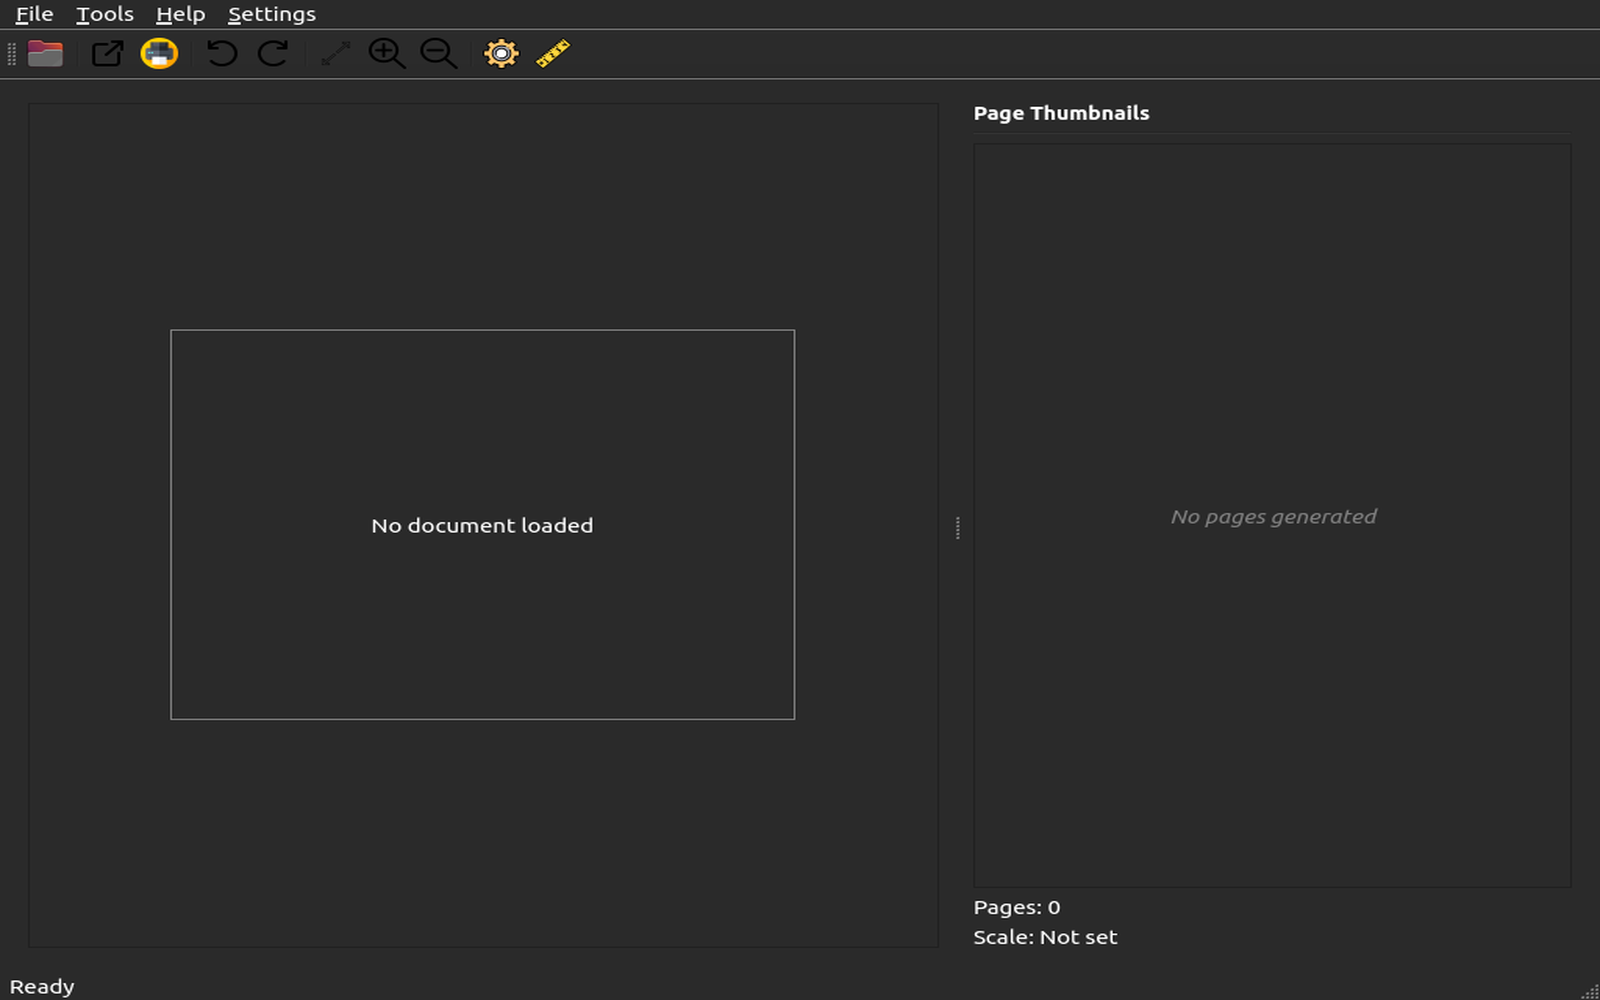 File Tools Help Settings
Page Thumbnails
No document loaded
No pages generated
Pages: 0
Scale: Not set
Ready